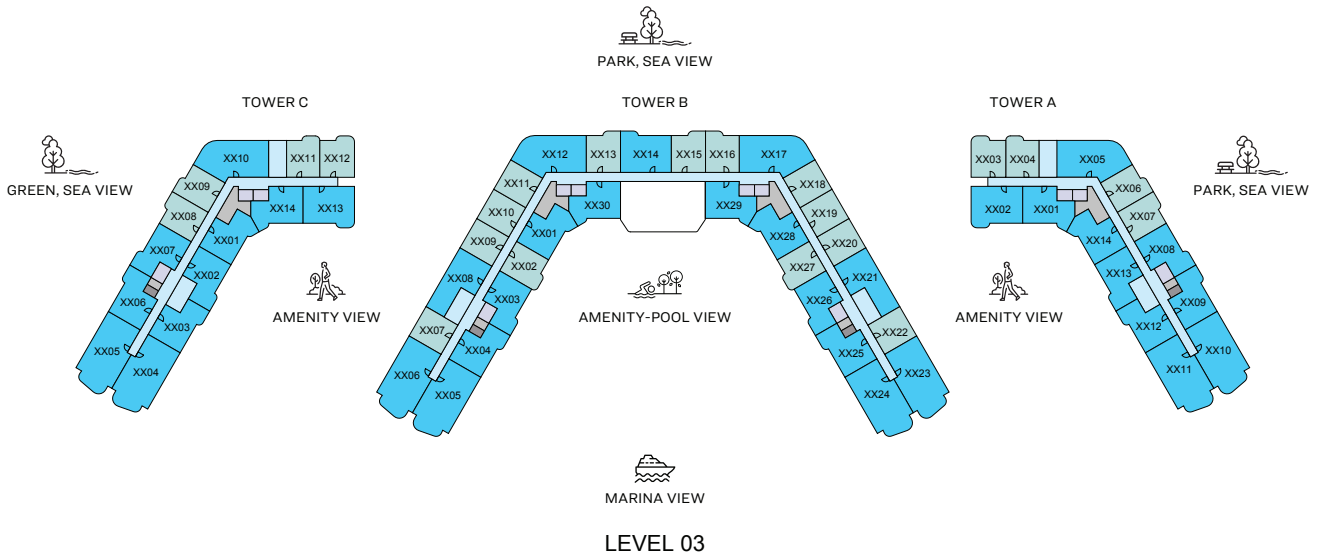 PARK, SEA VIEW
TOWER C
TOWER B
TOWER A
GREEN, SEA VIEW
PARK, SEA VIEW
XX10
XX11
XX12
XX09
XX08
XX14
XX13
XX01
XX07
XX02
XX06
XX03
XX05
XX04
AMENITY VIEW
XX12
XX13
XX14
XX15
XX16
XX17
XX11
XX18
XX10
XX30
XX29
XX19
XX09
XX01
XX28
XX20
XX08
XX02
XX27
XX21
XX03
XX26
XX07
XX04
XX25
XX22
XX06
XX05
XX24
XX23
AMENITY-POOL VIEW
XX03
XX04
XX05
XX06
XX02
XX01
XX07
XX14
XX08
XX13
XX09
XX12
XX10
XX11
AMENITY VIEW
MARINA VIEW
LEVEL 03